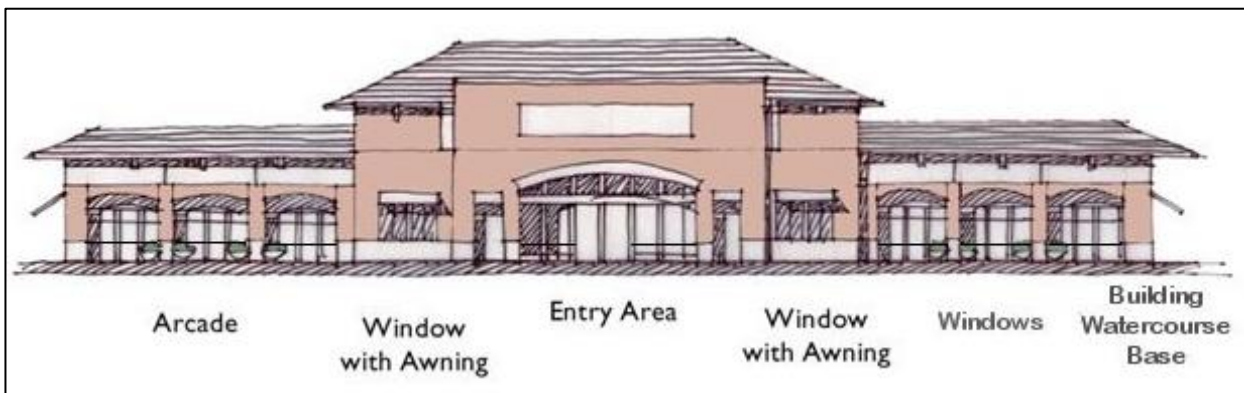 Arcade
Window
with Awning
Entry Area
Window
with Awning
Windows
Building
Watercourse
Base